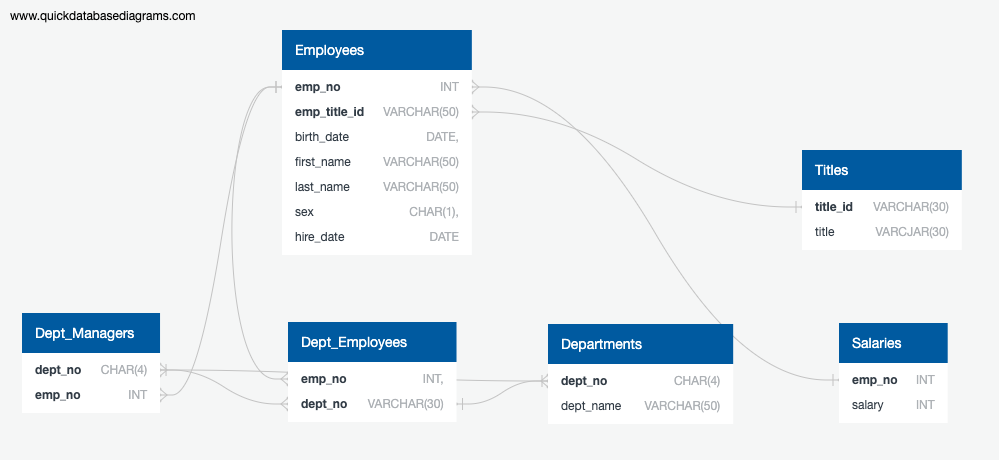 www.quickdatabasediagrams.com
Employees
emp_no INT
emp_title_id VARCHAR(50)
birth_date DATE,
first_name VARCHAR(50)
last_name VARCHAR(50)
sex CHAR(1),
hire_date DATE
Titles
title_id VARCHAR(30)
title VARCJAR(30)
Dept_Managers
dept_no CHAR(4)
emp_no INT
Dept_Employees
emp_no INT,
dept_no VARCHAR(30)
Departments
dept_no CHAR(4)
dept_name VARCHAR(50)
Salaries
emp_no INT
salary INT